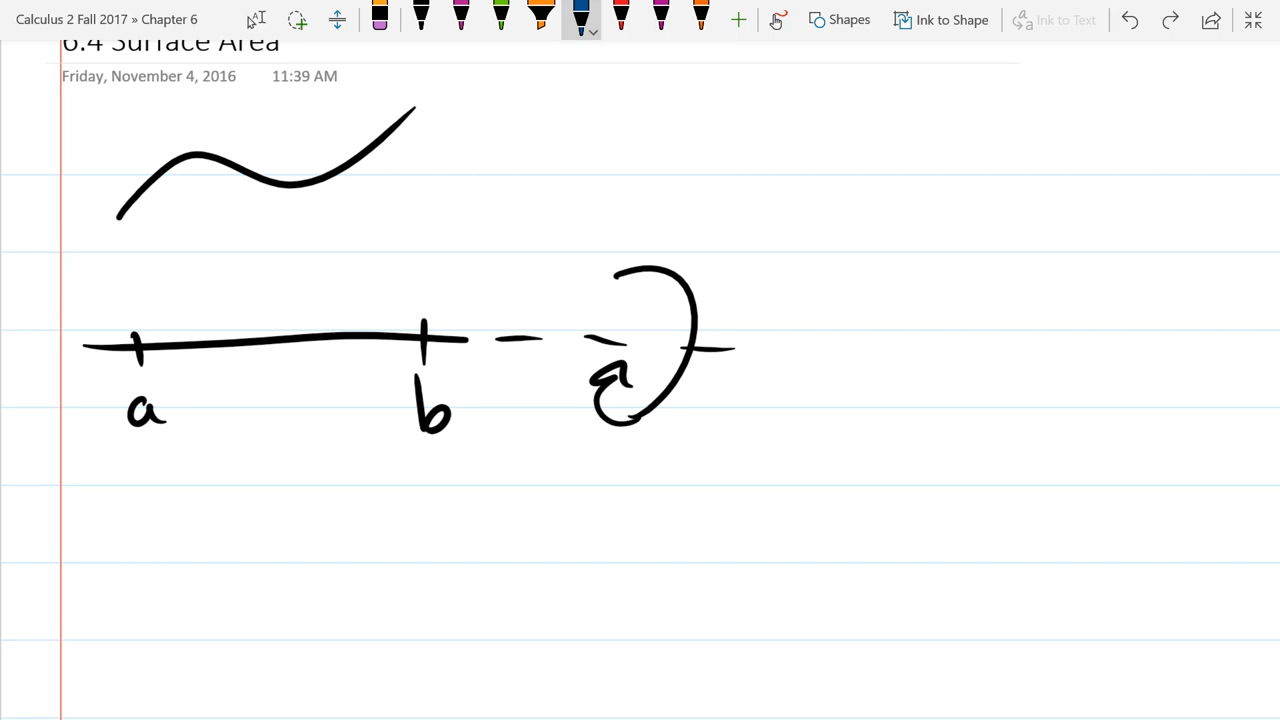 Calculus 2 Fall 2017 » Chapter 6
Shapes
Ink to Shape
Ink to Text
6.4 Surface Area
Friday, November 4, 2016 11:39 AM
a b